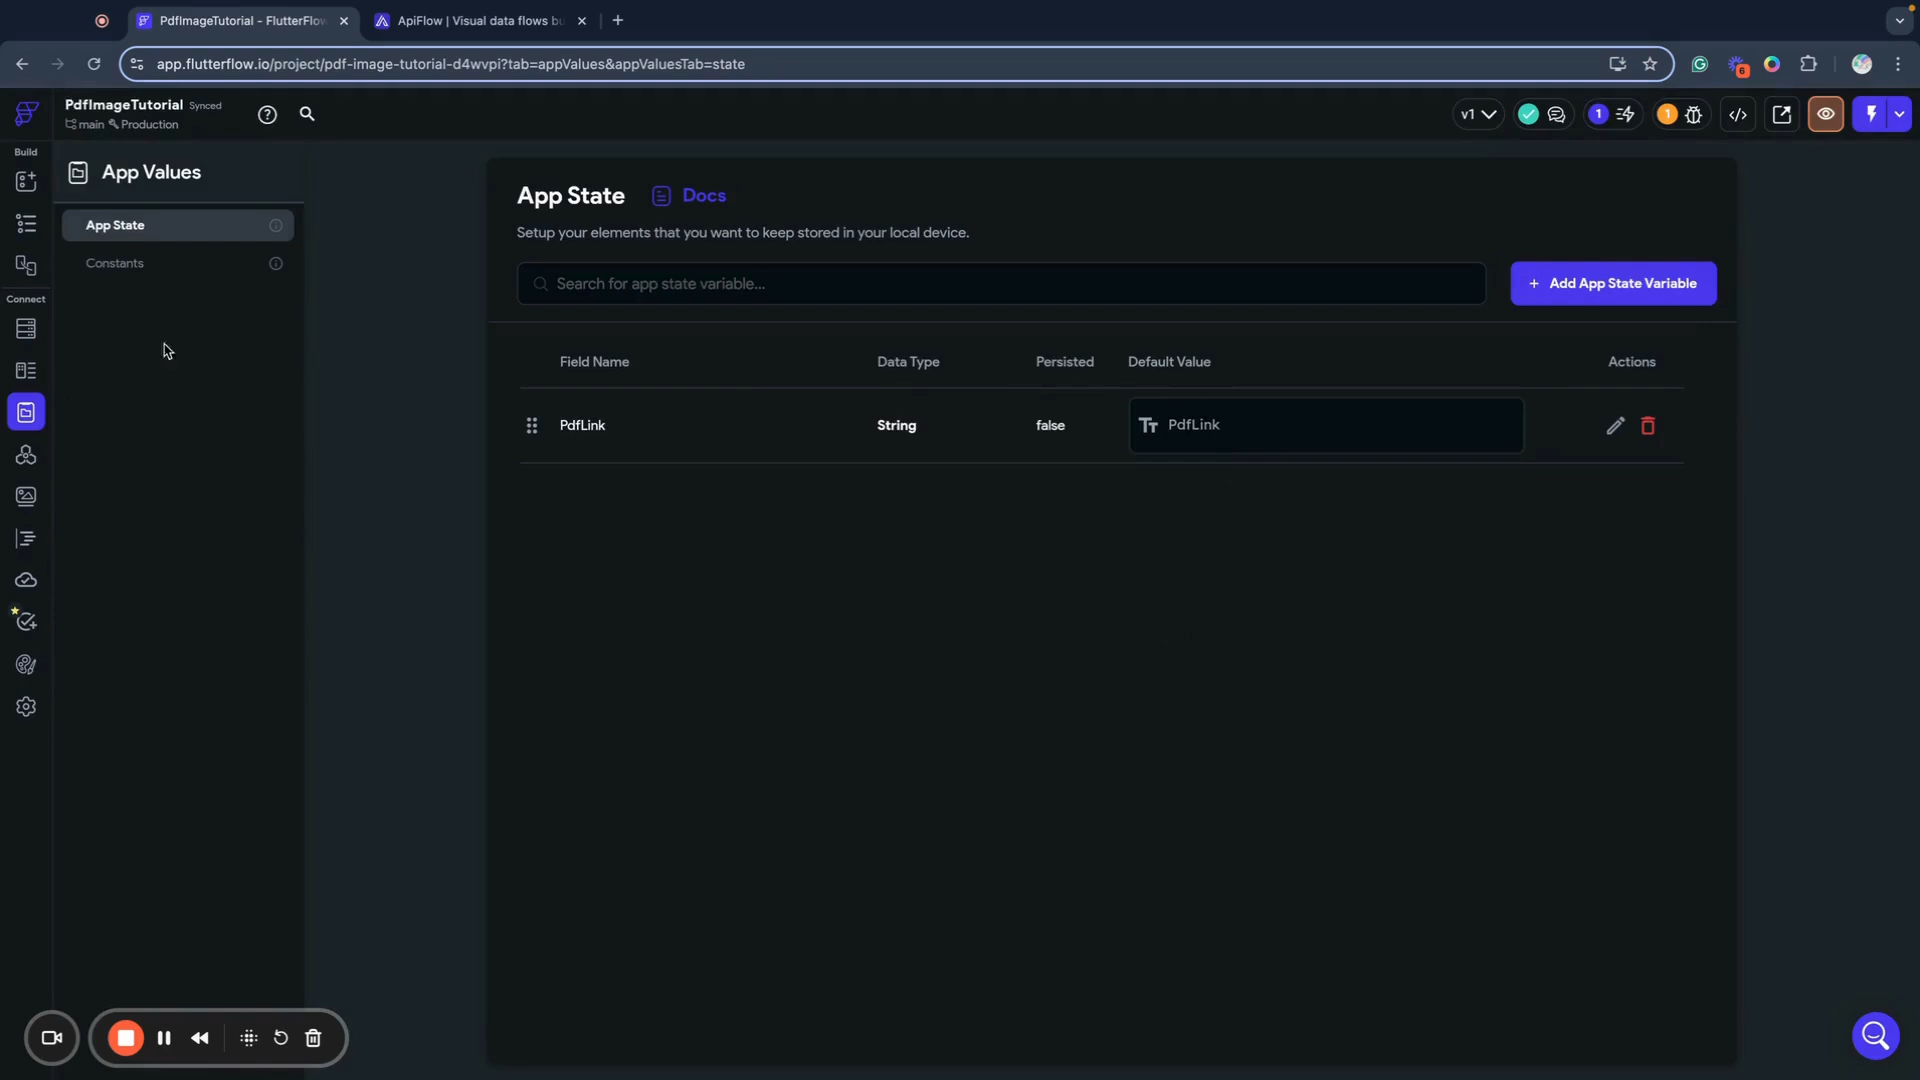 PdfImageTutorial - FlutterFlow
ApiFlow | Visual data flows bu
app.flutterflow.io/project/pdf-image-tutorial-d4wvpi?tab=appValues&appValuesTab=state
6
PdfImageTutorial Synced
main Production
v1
1
1
Build
App Values
App State
Constants
Connect
App State
Docs
Setup your elements that you want to keep stored in your local device.
Search for app state variable...
+ Add App State Variable
Field Name Data Type Persisted Default Value Actions
PdfLink String false PdfLink